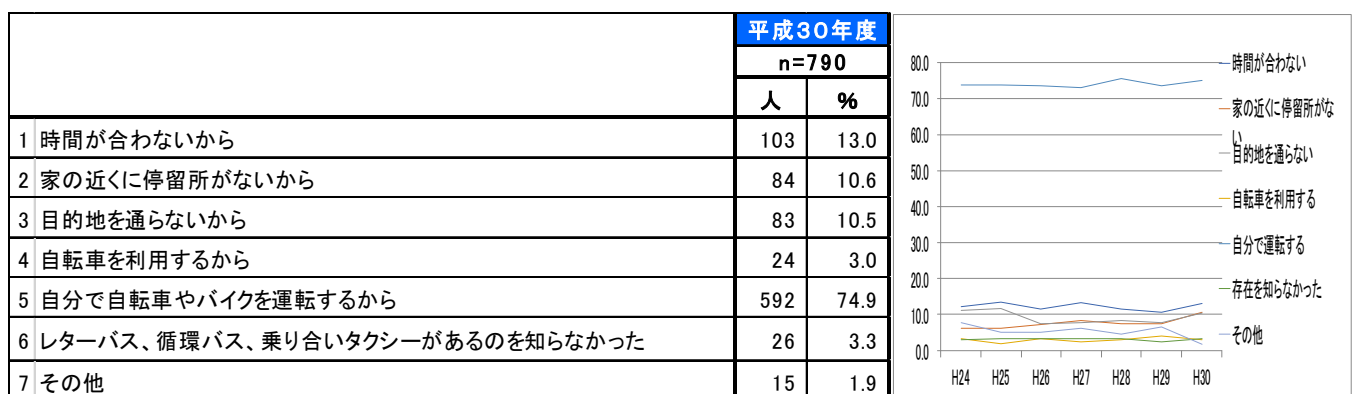 平成３０年度
n=790
人 %
1 時間が合わないから 103 13.0
2 家の近くに停留所がないから 84 10.6
3 目的地を通らないから 83 10.5
4 自転車を利用するから 24 3.0
5 自分で自転車やバイクを運転するから 592 74.9
6 レターバス、循環バス、乗り合いタクシーがあるのを知らなかった 26 3.3
7 その他 15 1.9
80.0
70.0
60.0
50.0
40.0
30.0
20.0
10.0
0.0
H24 H25 H26 H27 H28 H29 H30
時間が合わない
家の近くに停留所がな
い
目的地を通らない
自転車を利用する
自分で運転する
存在を知らなかった
その他